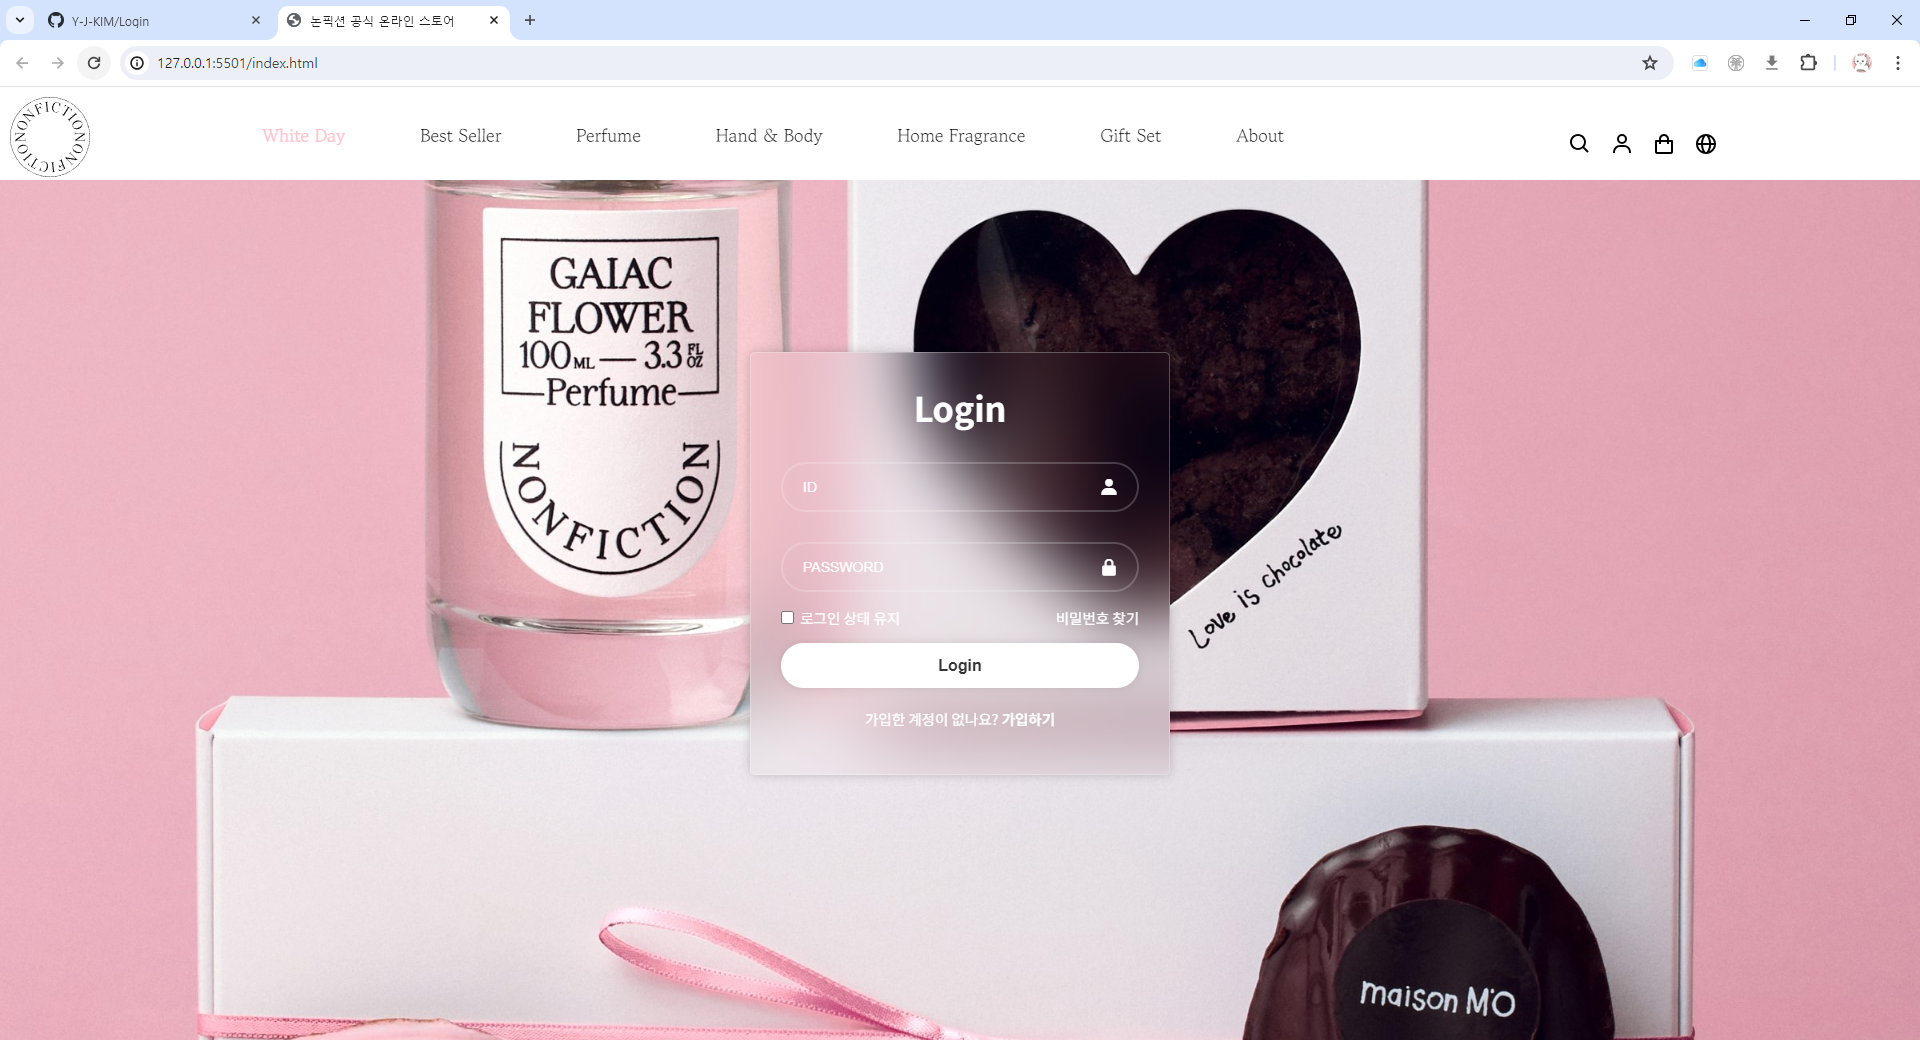 Y-J-KIM/Login
논픽션 공식 온라인 스토어
127.0.0.1:5501/index.html
NONFICTIONNONFICTION
White Day
Best Seller
Perfume
Hand & Body
Home Fragrance
Gift Set
About
GAIAC
FLOWER
100 ML — 3.3 FL OZ
Perfume
NONFICTION
Love is chocolate
Login
ID
PASSWORD
로그인 상태 유지
비밀번호 찾기
Login
가입한 계정이 없나요? 가입하기
maison M'O